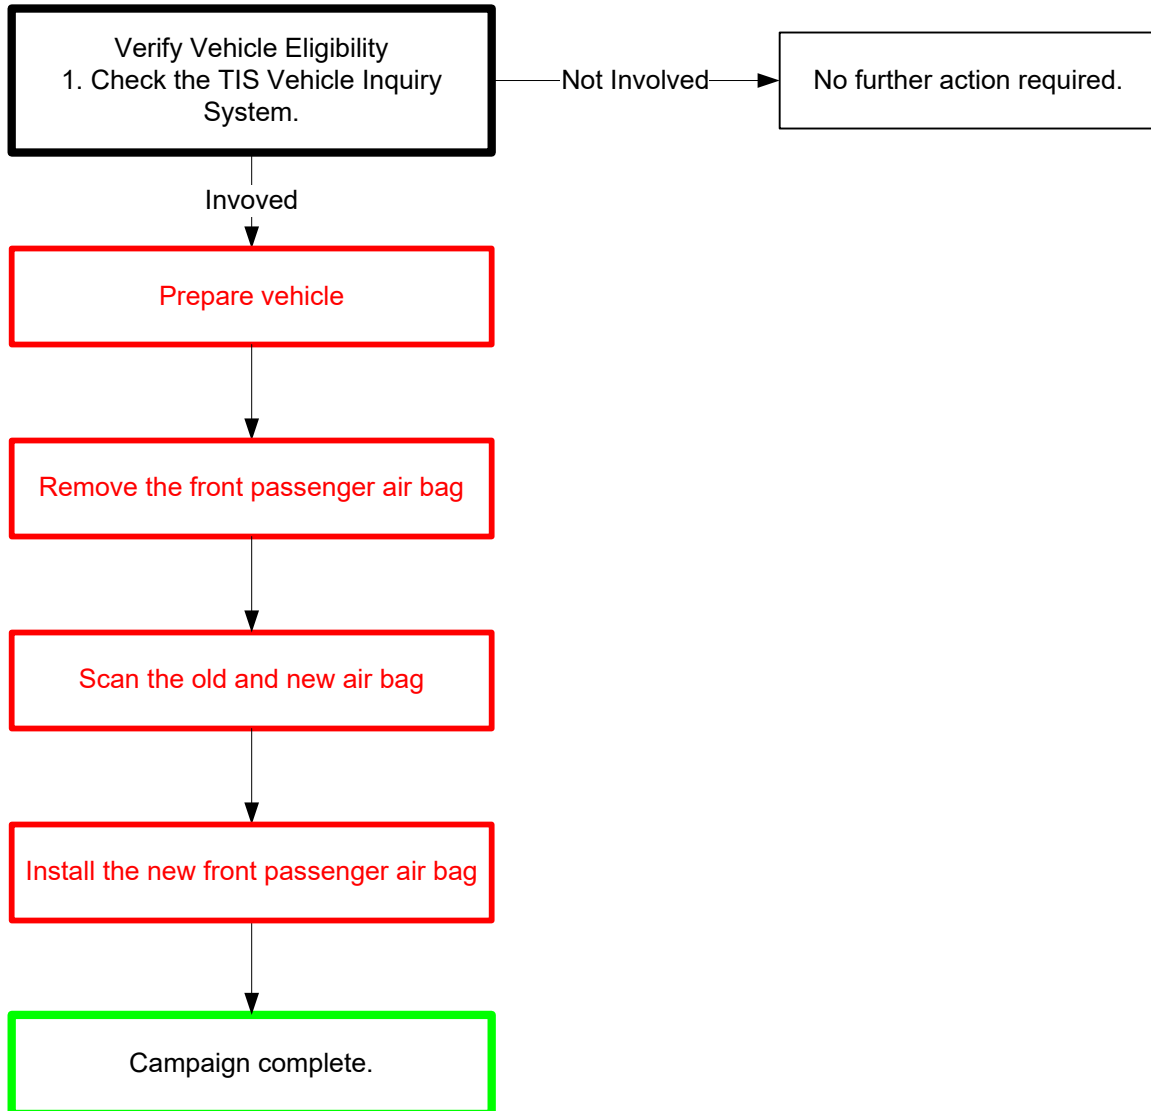 Verify Vehicle Eligibility
1. Check the TIS Vehicle Inquiry
System.
Not Involved
No further action required.
Invoved
Prepare vehicle
Remove the front passenger air bag
Scan the old and new air bag
Install the new front passenger air bag
Campaign complete.